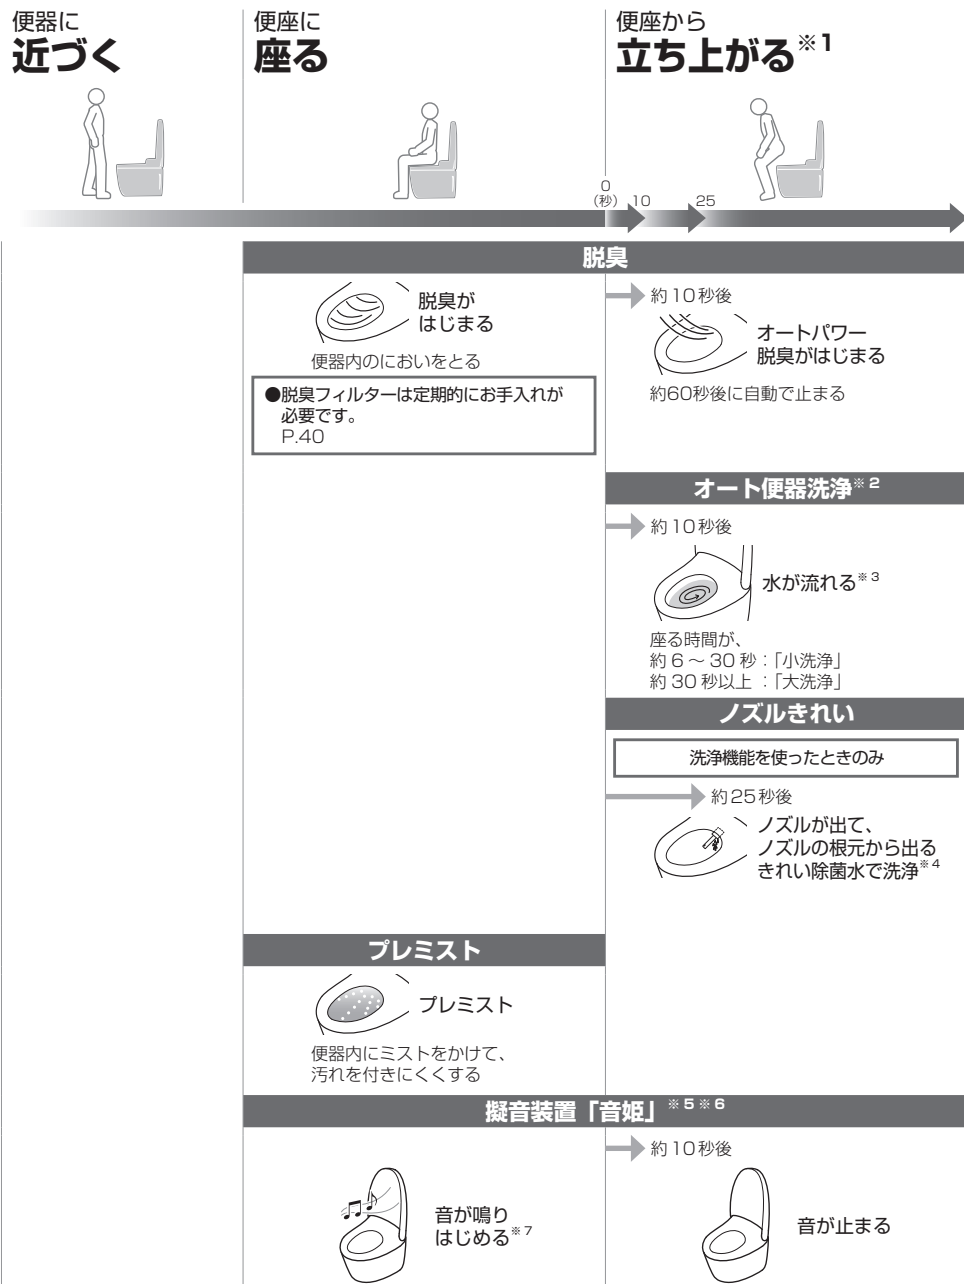 便器に
近づく
便座に
座る
便座から
立ち上がる※1
0
(秒)
10
25
脱臭
脱臭が
はじまる
便器内のにおいをとる
●脱臭フィルターは定期的にお手入れが
必要です。
P.40
約10秒後
オートパワー
脱臭がはじまる
約60秒後に自動で止まる
オート便器洗浄※2
約10秒後
水が流れる※3
座る時間が、
約6～30秒:「小洗浄」
約30秒以上:「大洗浄」
ノズルきれい
洗浄機能を使ったときのみ
約25秒後
ノズルが出て、
ノズルの根元から出る
きれい除菌水で洗浄※4
プレミスト
プレミスト
便器内にミストをかけて、
汚れを付きにくくする
擬音装置「音姫」※5※6
音が鳴り
はじめる※7
約10秒後
音が止まる